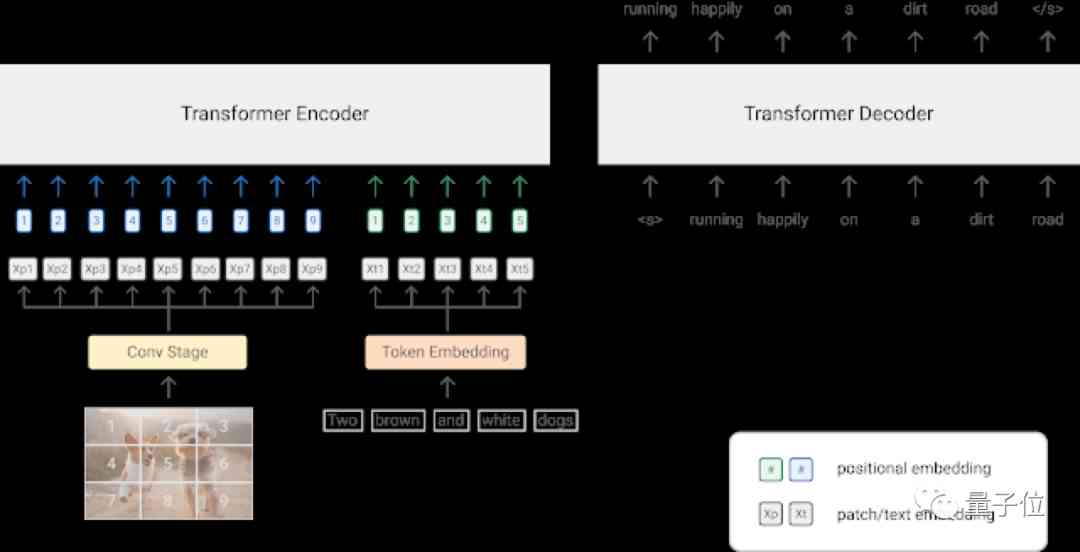 running happily on a dirt road </s>
Transformer Encoder
Transformer Decoder
1 2 3 4 5 6 7 8 9 1 2 3 4 5
<s> running happily on a dirt road
Xp1 Xp2 Xp3 Xp4 Xp5 Xp6 Xp7 Xp8 Xp9 Xt1 Xt2 Xt3 Xt4 Xt5
Conv Stage
Token Embedding
Two brown and white dogs
1 2 3
4 5 6
7 8 9
# # positional embedding
Xp Xt patch/text embedding
量子位